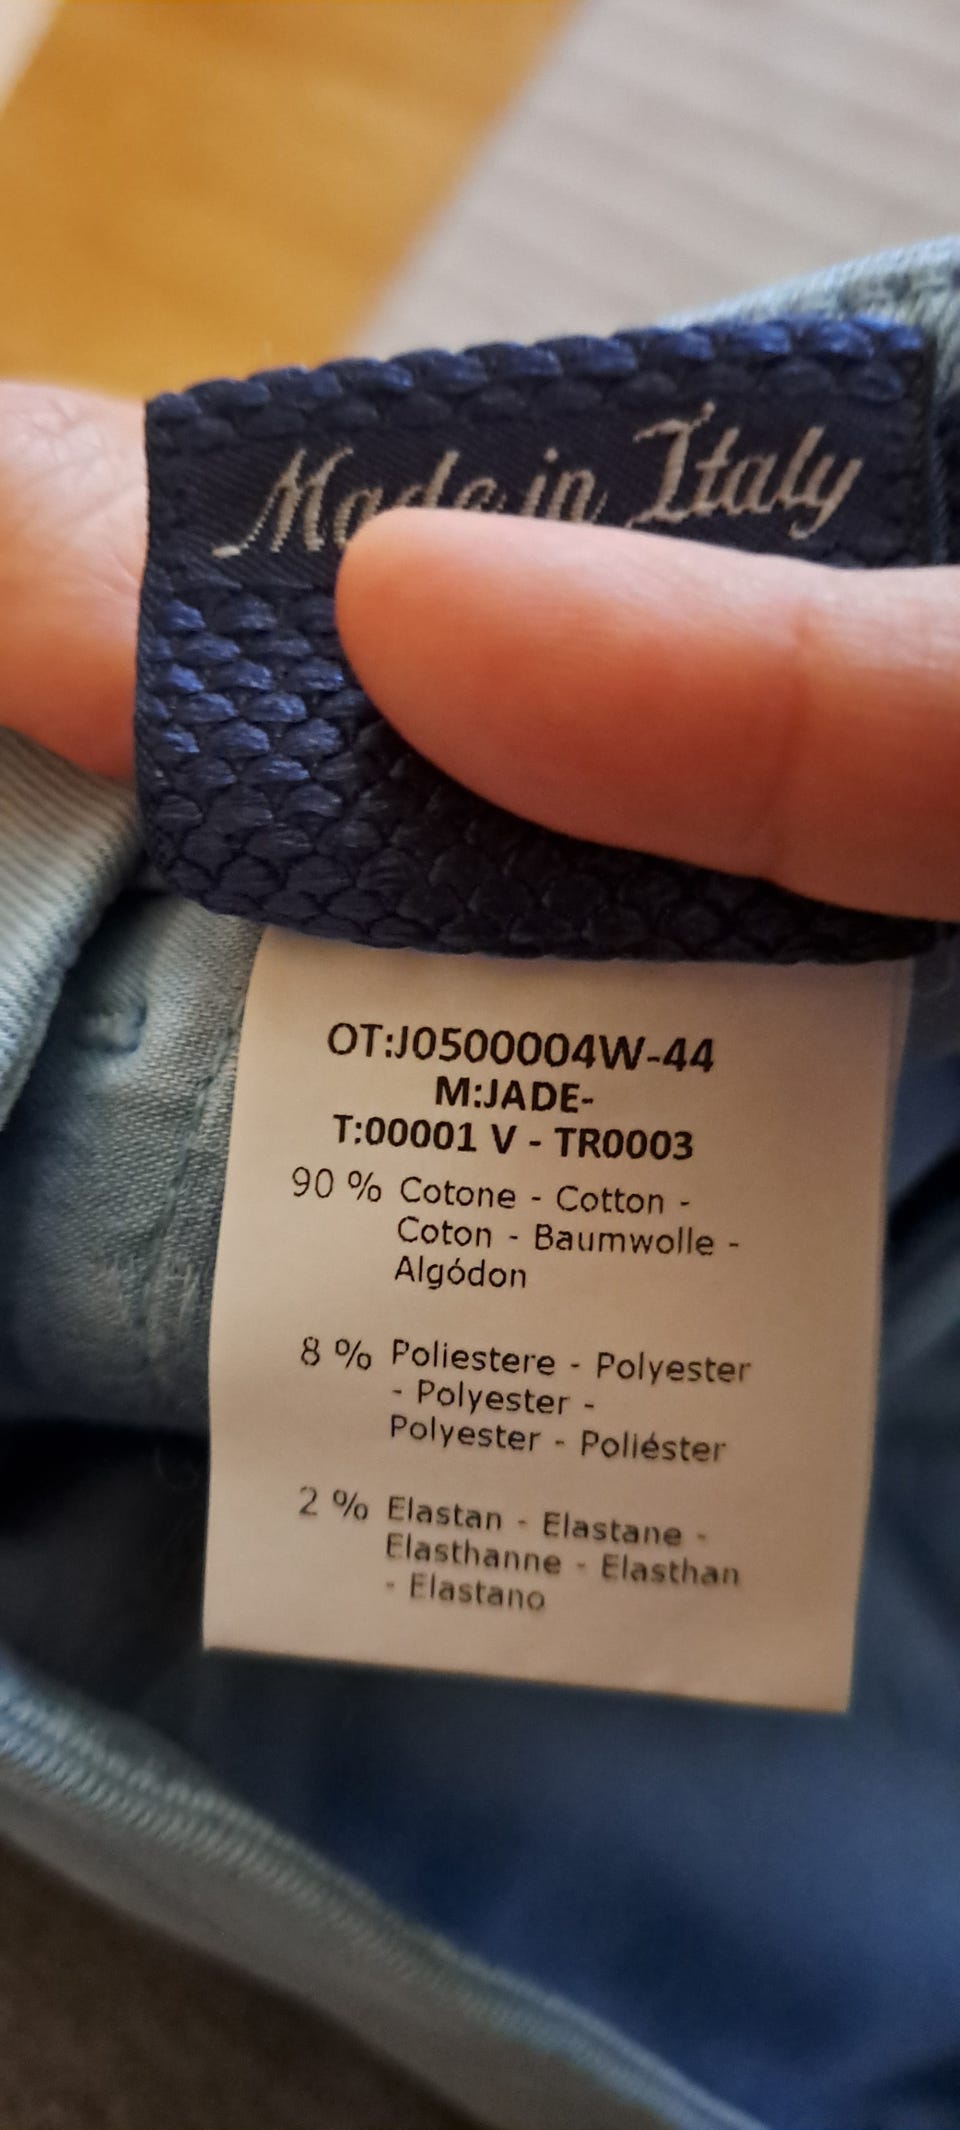 Made in Italy
OT:J0500004W-44
M:JADE-
T:00001 V - TR0003
90 % Cotone - Cotton -
Coton - Baumwolle -
Algódon
8 % Poliestere - Polyester
- Polyester -
Polyester - Poliéster
2 % Elastan - Elastane -
Elasthanne - Elasthan
- Elastano